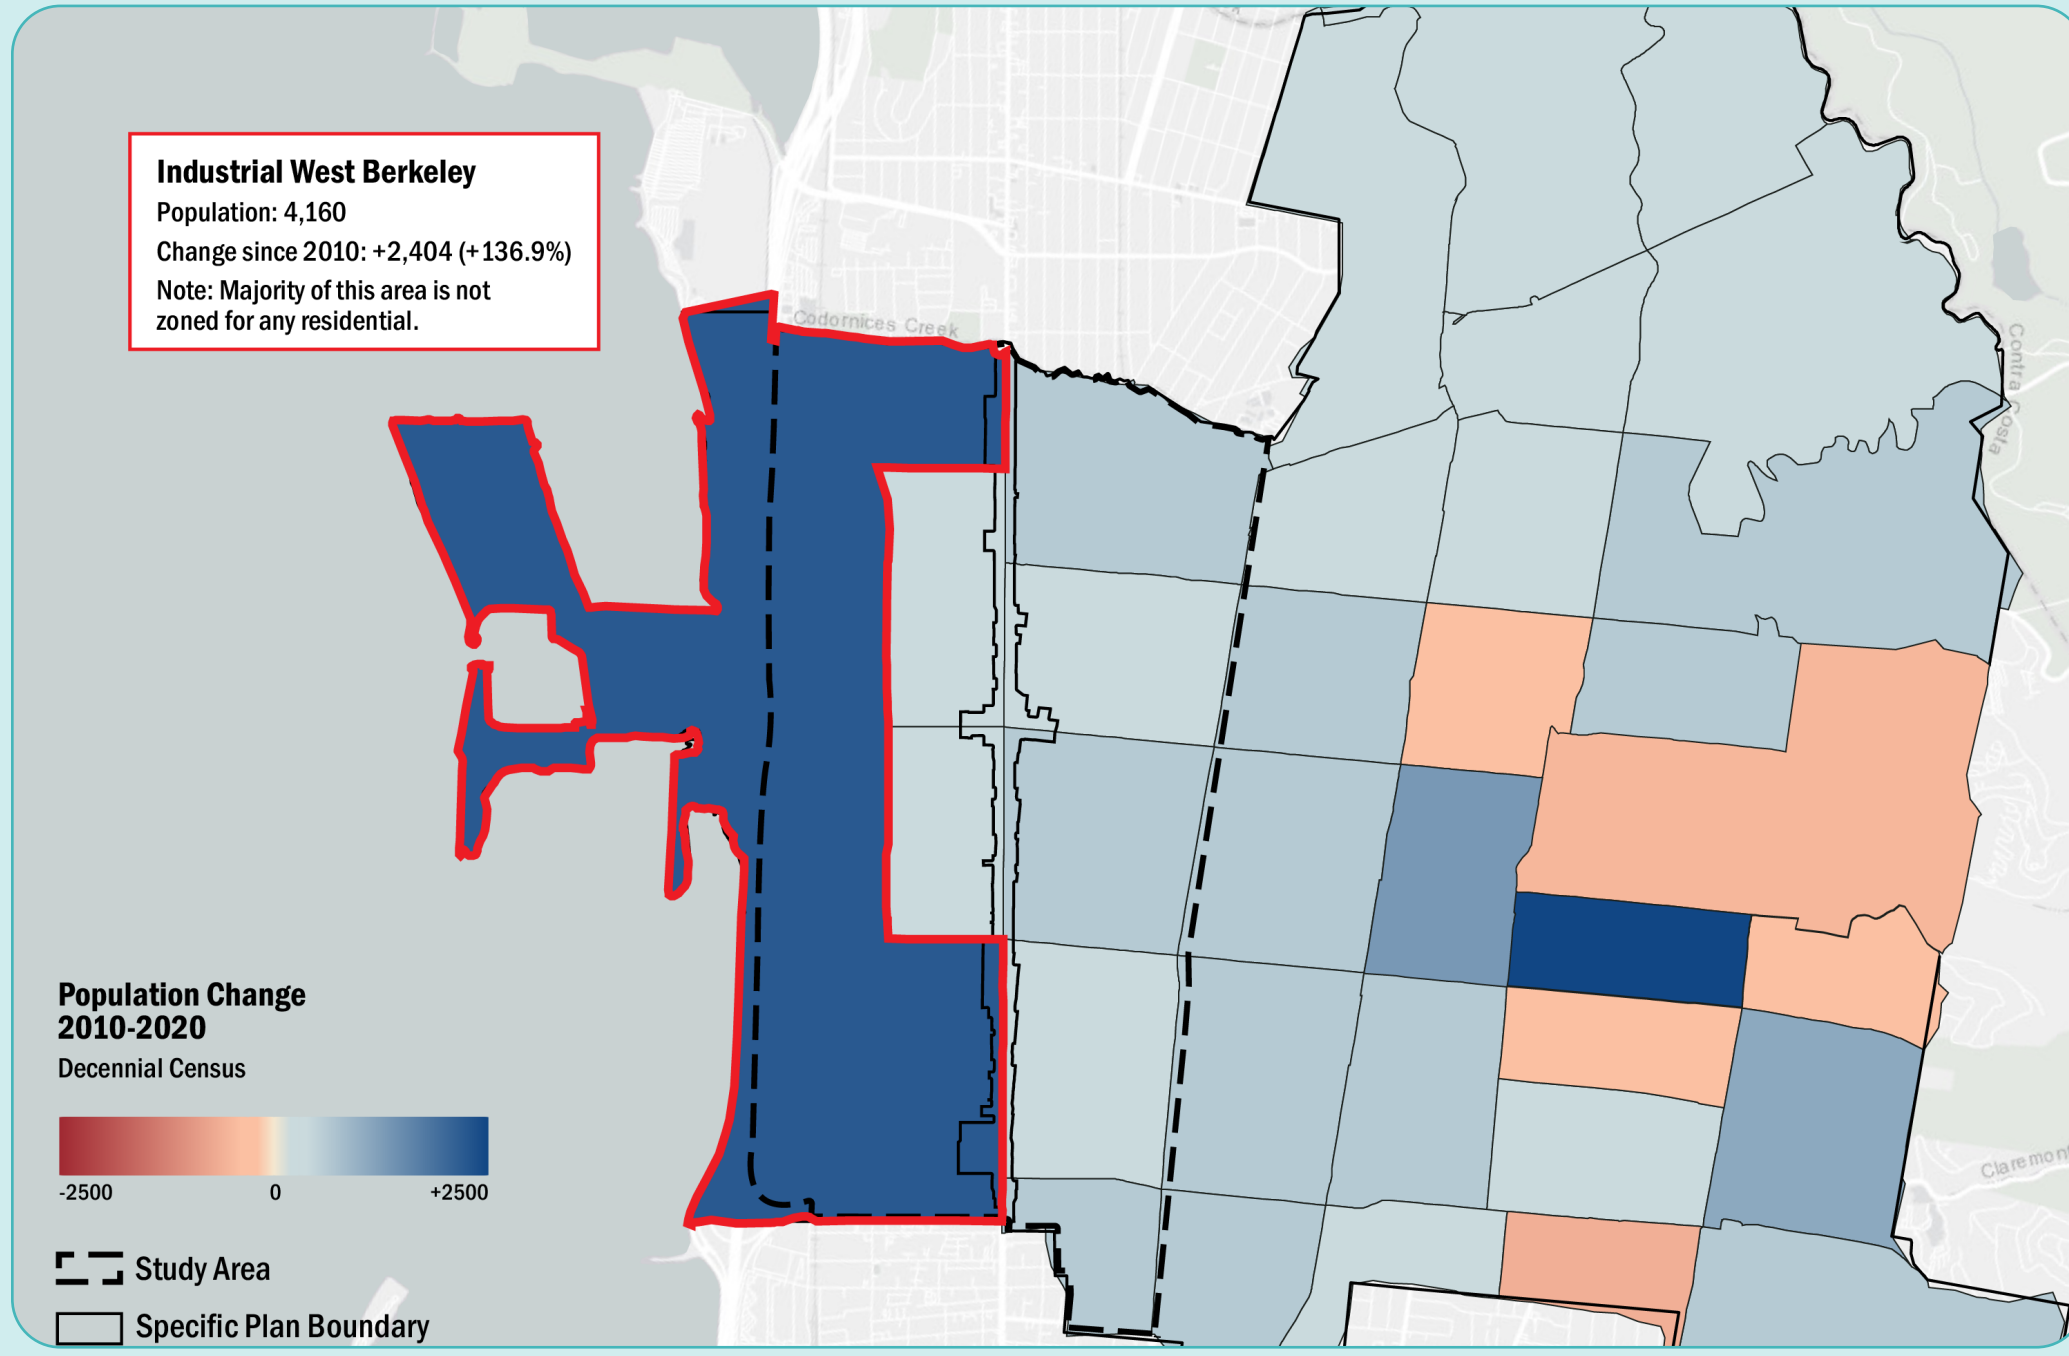 Industrial West Berkeley
Population: 4,160
Change since 2010: +2,404 (+136.9%)
Note: Majority of this area is not
zoned for any residential.
Codornices Creek
Contra Costa
Population Change
2010-2020
Decennial Census
-2500 0 +2500
Claremont
Study Area
Specific Plan Boundary